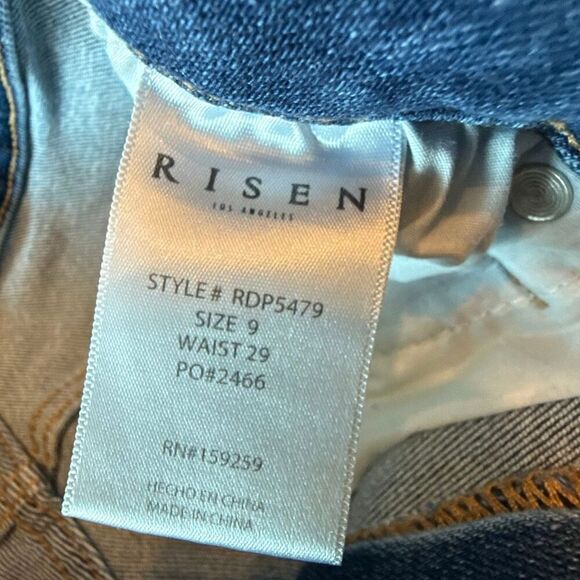 RISEN
LOS ANGELES
STYLE# RDP5479
SIZE 9
WAIST 29
PO#2466
RN#159259
HECHO EN CHINA
MADE IN CHINA